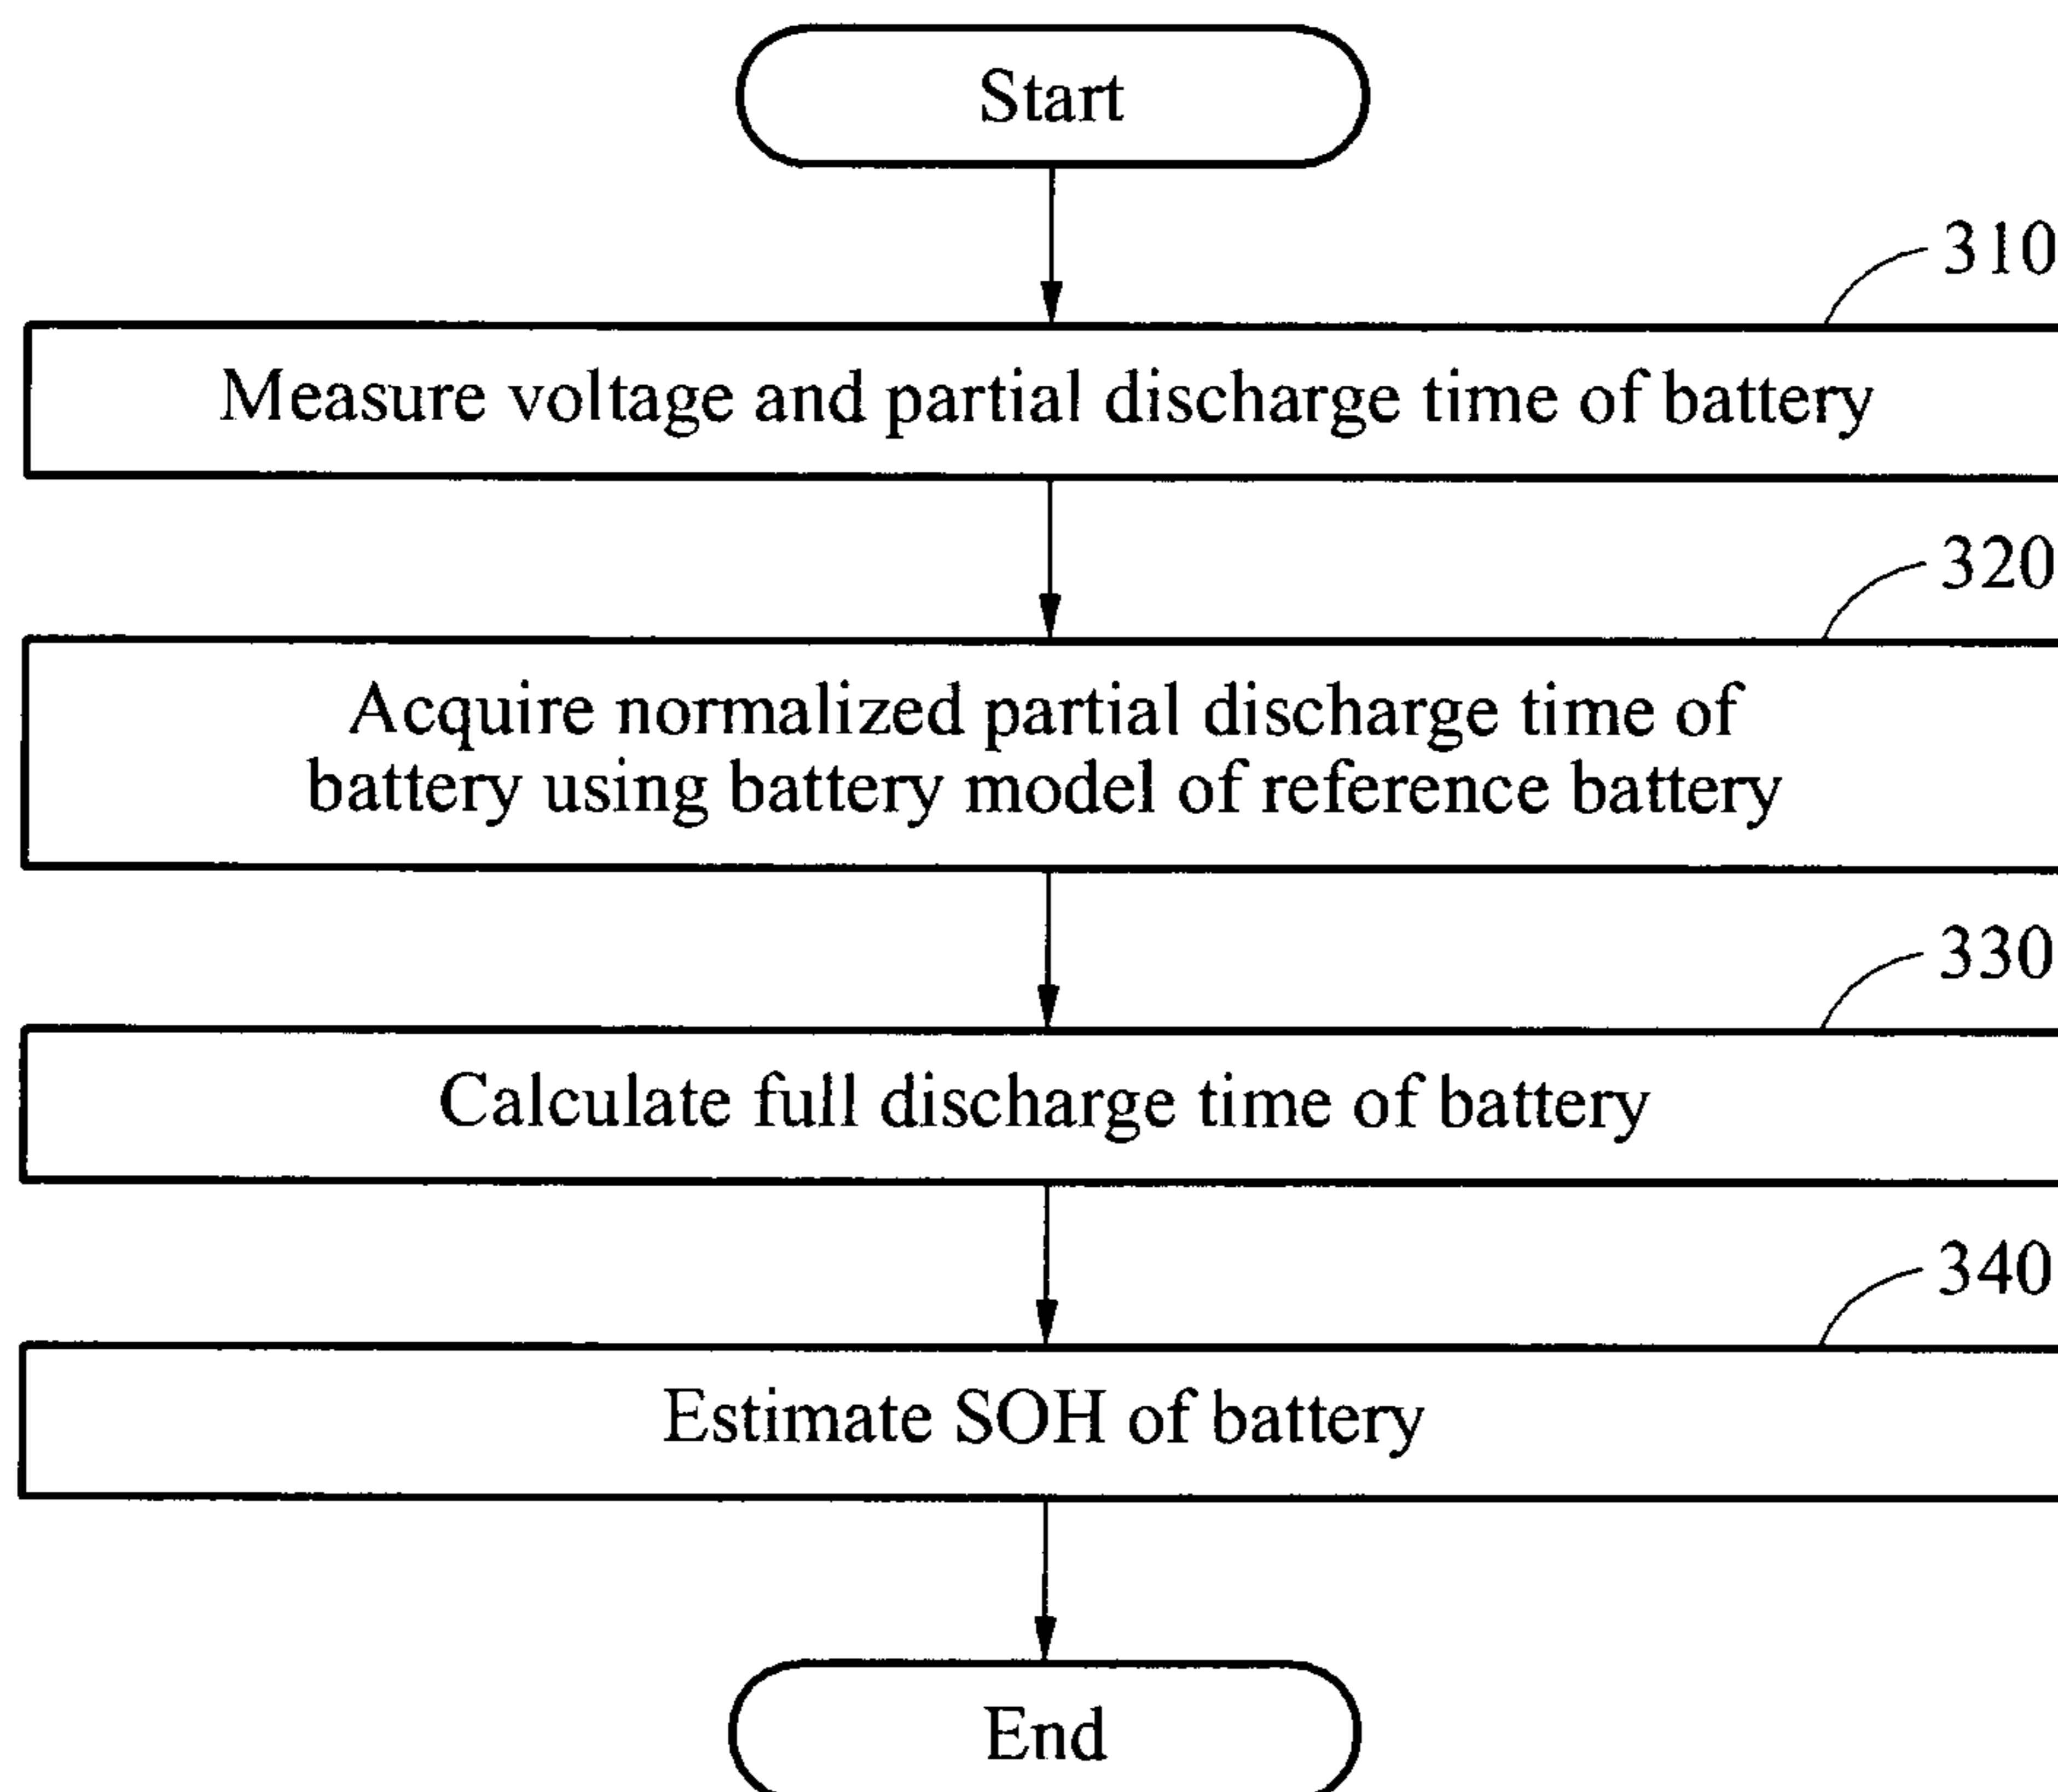 Start
310
Measure voltage and partial discharge time of battery
320
Acquire normalized partial discharge time of
battery using battery model of reference battery
330
Calculate full discharge time of battery
340
Estimate SOH of battery
End